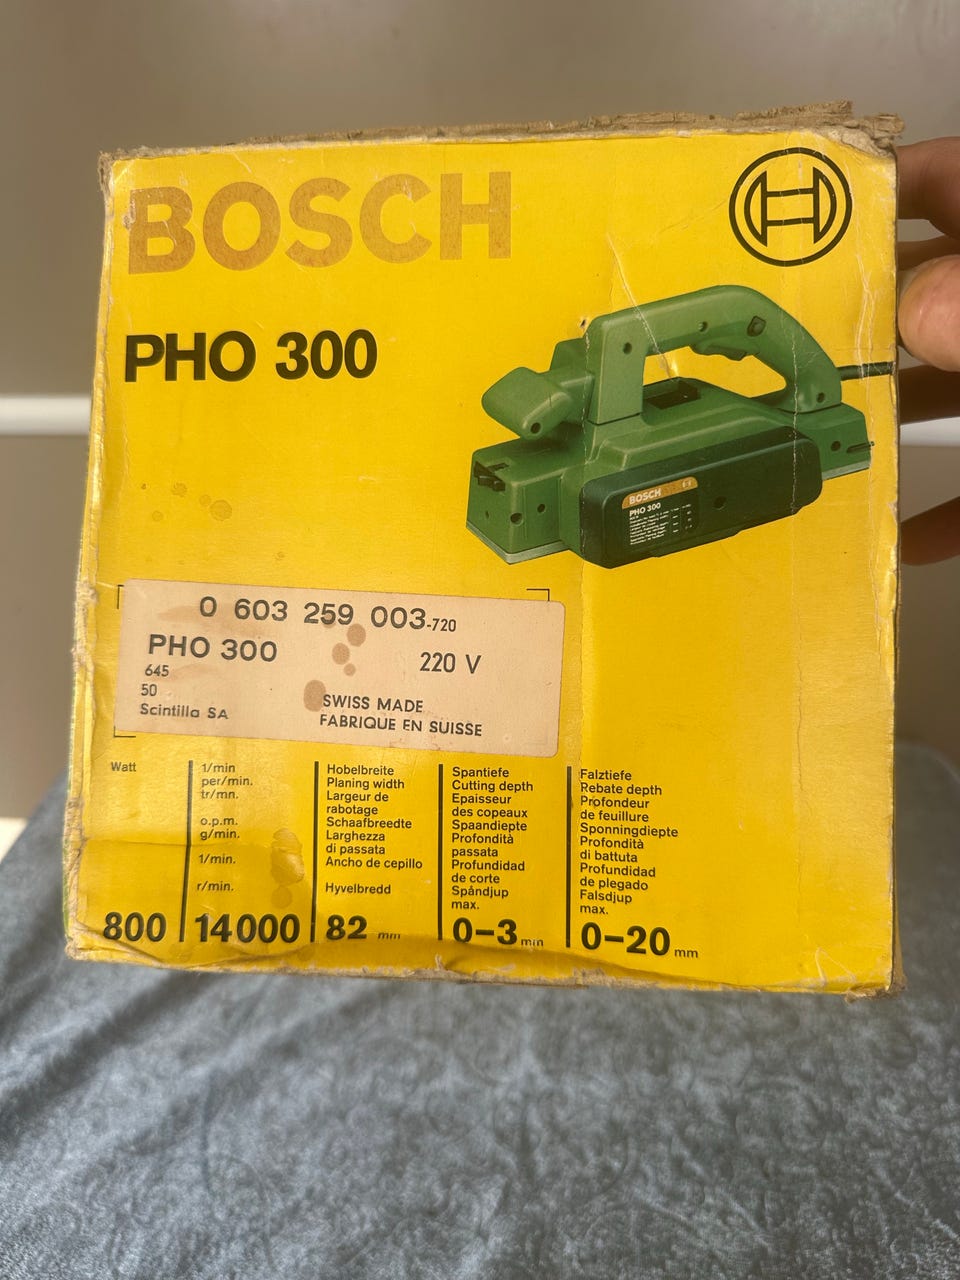 BOSCH
PHO 300
BOSCH
PHO 300
0 603 259 003-720
PHO 300 220 V
645
50
Scintilla SA
SWISS MADE
FABRIQUE EN SUISSE
Watt
800
1/min
per/min.
tr/mn.
o.p.m.
g/min.
1/min.
r/min.
14000
Hobelbreite
Planing width
Largeur de
rabotage
Schaafbreedte
Larghezza
di passata
Ancho de cepillo
Hyvelbredd
82 mm
Spantiefe
Cutting depth
Epaisseur
des copeaux
Spaandiepte
Profondità
passata
Profundidad
de corte
Spåndjup
max.
0-3 mm
Falztiefe
Rebate depth
Profondeur
de feuillure
Sponningdiepte
Profondità
di battuta
Profundidad
de plegado
Falsdjup
max.
0-20 mm